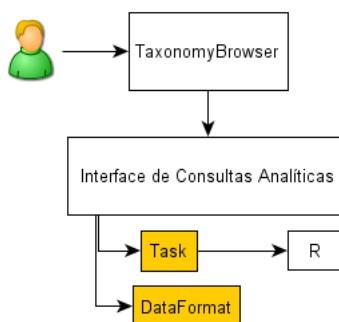 TaxonomyBrowser
Interface de Consultas Analíticas
Task
R
DataFormat